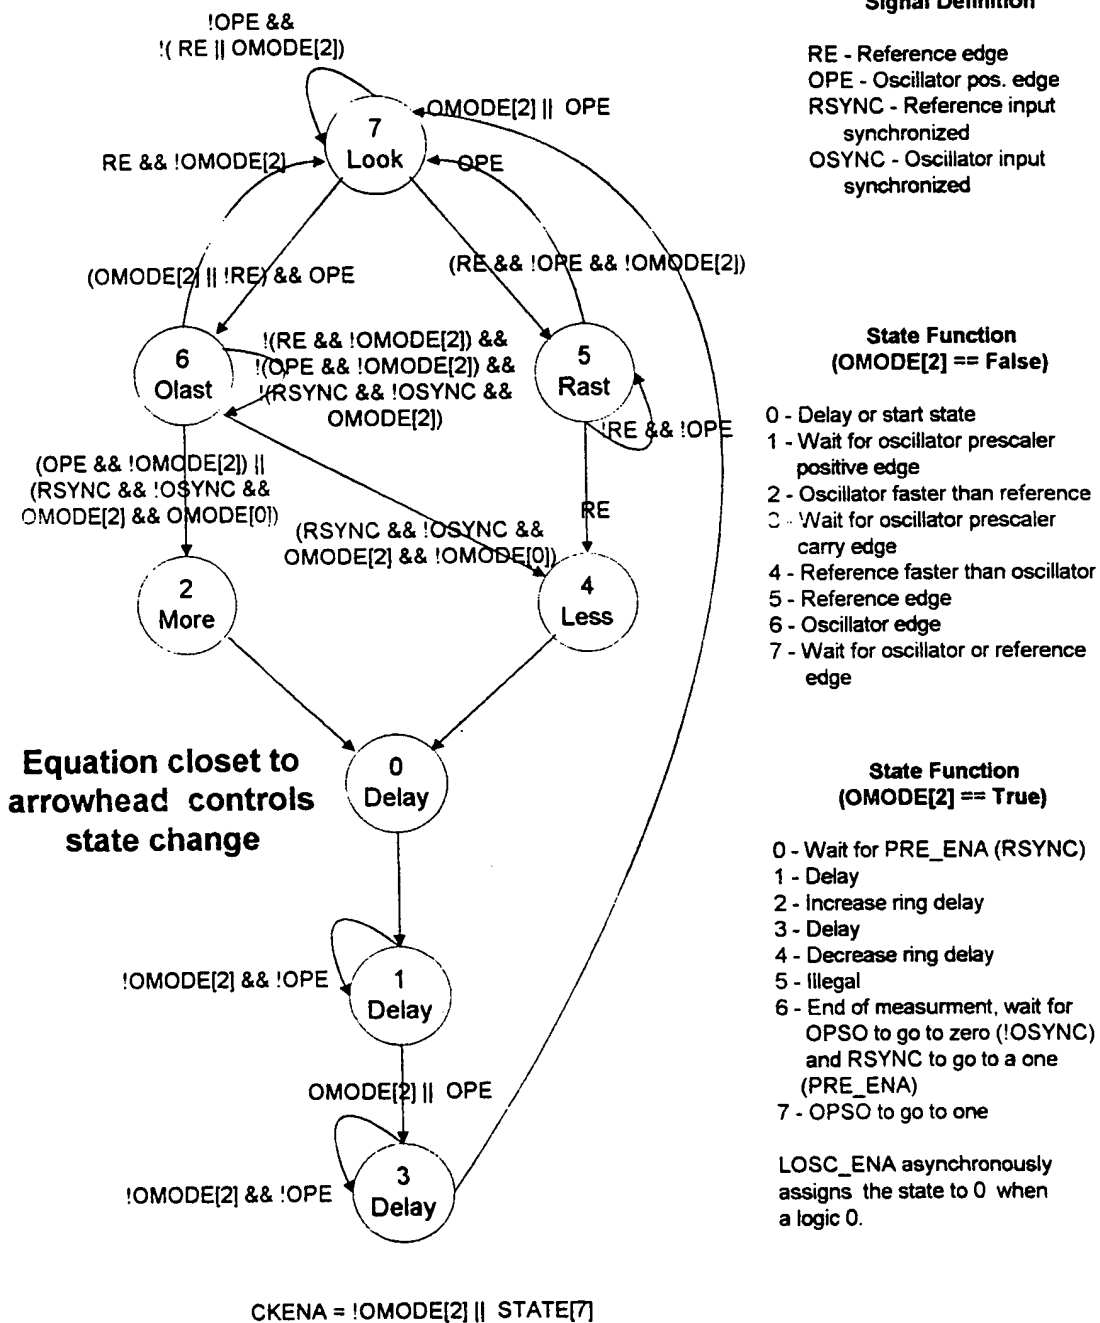 Signal Definition
!OPE &&
!( RE || OMODE[2])
RE - Reference edge
OPE - Oscillator pos. edge
RSYNC - Reference input
synchronized
OSYNC - Oscillator input
synchronized
OMODE[2] || OPE
7
Look
RE && !OMODE[2]
OPE
(OMODE[2] || !RE) && OPE
(RE && !OPE && !OMODE[2])
6
Olast
!(RE && !OMODE[2]) &&
!(OPE && !OMODE[2]) &&
!(RSYNC && !OSYNC &&
OMODE[2])
5
Rast
!RE && !OPE
(OPE && !OMODE[2]) ||
(RSYNC && !OSYNC &&
OMODE[2] && OMODE[0])
(RSYNC && !OSYNC &&
OMODE[2] && !OMODE[0])
RE
2
More
4
Less
State Function
(OMODE[2] == False)
0 - Delay or start state
1 - Wait for oscillator prescaler
positive edge
2 - Oscillator faster than reference
3 - Wait for oscillator prescaler
carry edge
4 - Reference faster than oscillator
5 - Reference edge
6 - Oscillator edge
7 - Wait for oscillator or reference
edge
Equation closet to
arrowhead controls
state change
0
Delay
!OMODE[2] && !OPE
1
Delay
OMODE[2] || OPE
!OMODE[2] && !OPE
3
Delay
State Function
(OMODE[2] == True)
0 - Wait for PRE_ENA (RSYNC)
1 - Delay
2 - Increase ring delay
3 - Delay
4 - Decrease ring delay
5 - Illegal
6 - End of measurment, wait for
OPSO to go to zero (!OSYNC)
and RSYNC to go to a one
(PRE_ENA)
7 - OPSO to go to one
LOSC_ENA asynchronously
assigns the state to 0 when
a logic 0.
CKENA = !OMODE[2] || STATE[7]